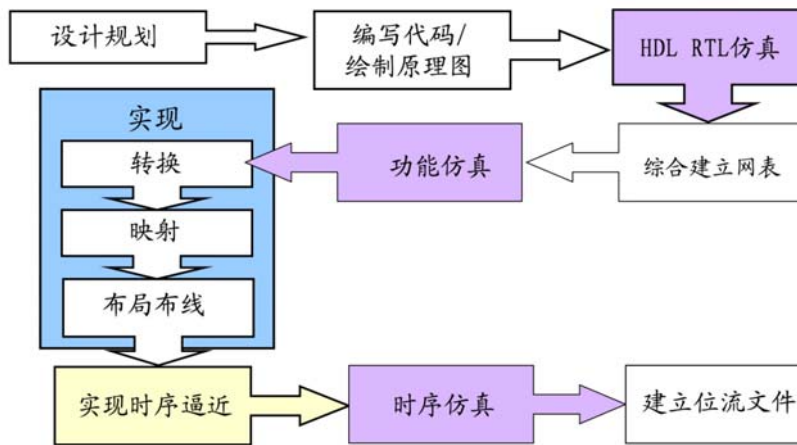 设计规划
编写代码/
绘制原理图
HDL RTL仿真
综合建立网表
功能仿真
实现
转换
映射
布局布线
实现时序逼近
时序仿真
建立位流文件